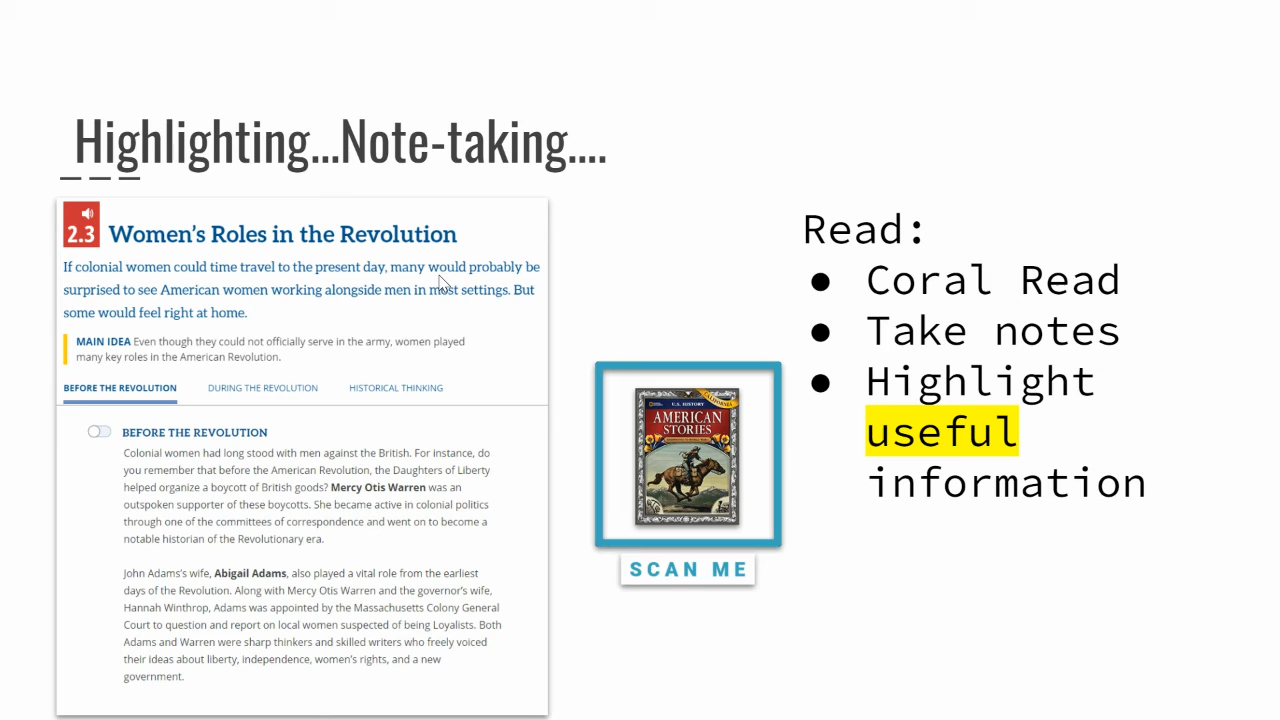 Highlighting...Note-taking....
2.3
Women's Roles in the Revolution
If colonial women could time travel to the present day, many would probably be
surprised to see American women working alongside men in most settings. But
some would feel right at home.
MAIN IDEA Even though they could not officially serve in the army, women played
many key roles in the American Revolution.
BEFORE THE REVOLUTION DURING THE REVOLUTION HISTORICAL THINKING
BEFORE THE REVOLUTION
Colonial women had long stood with men against the British. For instance, do
you remember that before the American Revolution, the Daughters of Liberty
helped organize a boycott of British goods? Mercy Otis Warren was an
outspoken supporter of these boycotts. She became active in colonial politics
through one of the committees of correspondence and went on to become a
notable historian of the Revolutionary era.
John Adams's wife, Abigail Adams, also played a vital role from the earliest
days of the Revolution. Along with Mercy Otis Warren and the governor's wife,
Hannah Winthrop, Adams was appointed by the Massachusetts Colony General
Court to question and report on local women suspected of being Loyalists. Both
Adams and Warren were sharp thinkers and skilled writers who freely voiced
their ideas about liberty, independence, women's rights, and a new
government.
U.S. HISTORY
CALIFORNIA
AMERICAN
STORIES
SCAN ME
Read:
● Coral Read
● Take notes
● Highlight
useful
information